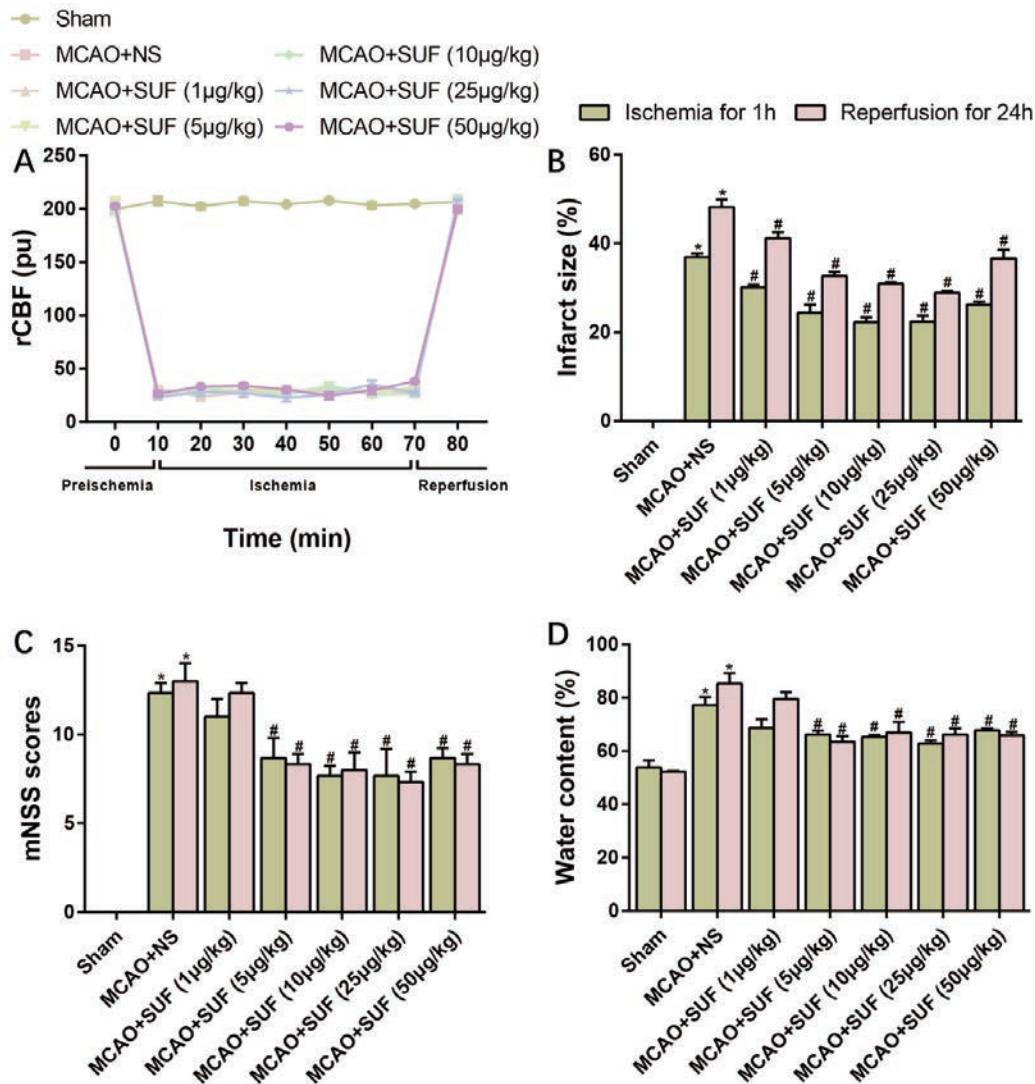 Sham
MCAO+NS
MCAO+SUF (10μg/kg)
MCAO+SUF (1μg/kg)
MCAO+SUF (25μg/kg)
MCAO+SUF (5μg/kg)
MCAO+SUF (50μg/kg)
A
250
200
150
100
50
0
rCBF (pu)
0 10 20 30 40 50 60 70 80
Preischemia Ischemia Reperfusion
Time (min)
Ischemia for 1h Reperfusion for 24h
B
60
40
20
0
Infarct size (%)
* * # # # # # # # # # #
Sham
MCAO+NS
MCAO+SUF (1μg/kg)
MCAO+SUF (5μg/kg)
MCAO+SUF (10μg/kg)
MCAO+SUF (25μg/kg)
MCAO+SUF (50μg/kg)
C
15
10
5
0
mNSS scores
* * # # # # # # # #
Sham
MCAO+NS
MCAO+SUF (1μg/kg)
MCAO+SUF (5μg/kg)
MCAO+SUF (10μg/kg)
MCAO+SUF (25μg/kg)
MCAO+SUF (50μg/kg)
D
100
80
60
40
20
0
Water content (%)
* * # # # # # # # #
Sham
MCAO+NS
MCAO+SUF (1μg/kg)
MCAO+SUF (5μg/kg)
MCAO+SUF (10μg/kg)
MCAO+SUF (25μg/kg)
MCAO+SUF (50μg/kg)